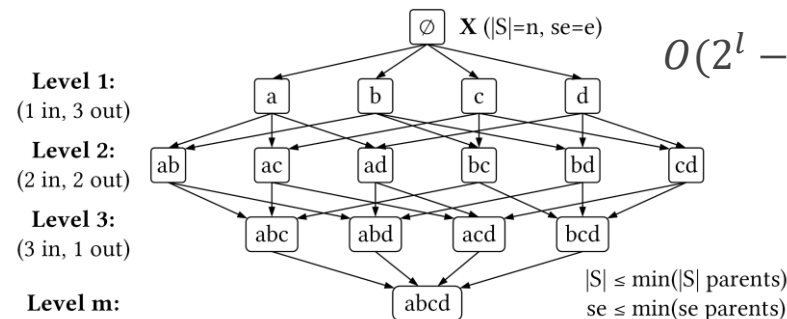 ∅ X (|S|=n, se=e)
O(2^l −
Level 1:
(1 in, 3 out)
a b c d
Level 2:
(2 in, 2 out)
ab ac ad bc bd cd
Level 3:
(3 in, 1 out)
abc abd acd bcd
|S| ≤ min(|S| parents)
Level m:
abcd
se ≤ min(se parents)